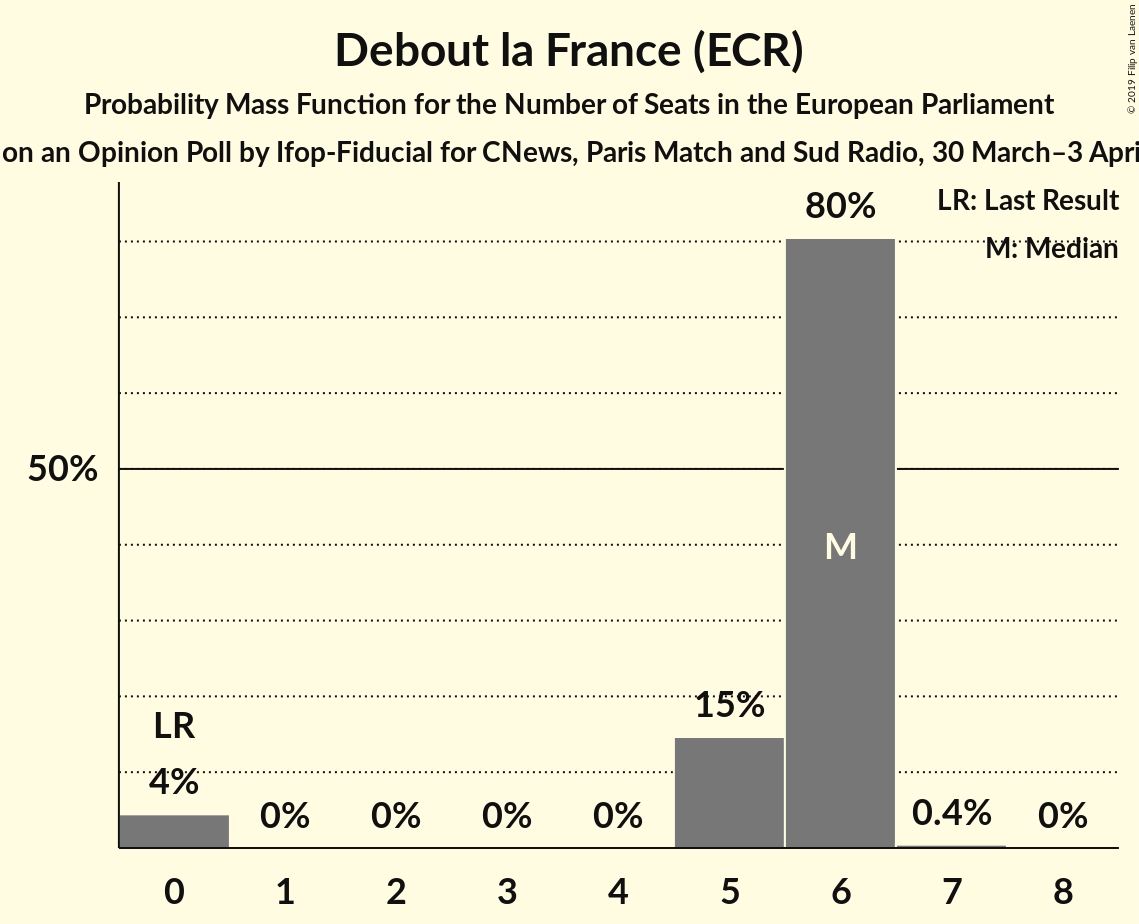 Debout la France (ECR)
Probability Mass Function for the Number of Seats in the European Parliament
on an Opinion Poll by Ifop-Fiducial for CNews, Paris Match and Sud Radio, 30 March–3 Apri
© 2019 Filip van Laenen
LR: Last Result
M: Median
80%
50%
M
15%
LR
4%
0%
0%
0%
0%
0.4%
0%
0
1
2
3
4
5
6
7
8